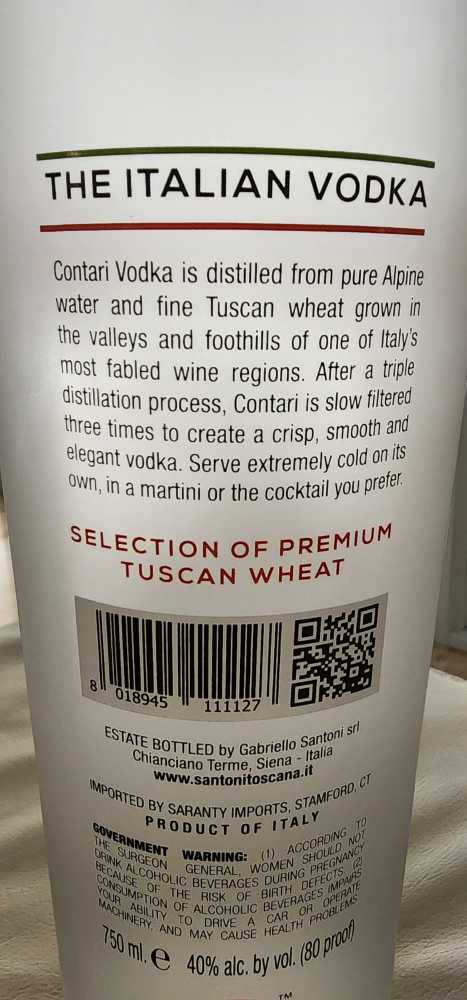 THE ITALIAN VODKA
Contari Vodka is distilled from pure Alpine
water and fine Tuscan wheat grown in
the valleys and foothills of one of Italy's
most fabled wine regions. After a triple
distillation process, Contari is slow filtered
three times to create a crisp, smooth and
elegant vodka. Serve extremely cold on its
own, in a martini or the cocktail you prefer.
SELECTION OF PREMIUM
TUSCAN WHEAT
8 018945 111127
ESTATE BOTTLED by Gabriello Santoni srl
Chianciano Terme, Siena - Italia
www.santonitoscana.it
IMPORTED BY SARANTY IMPORTS, STAMFORD, CT
PRODUCT OF ITALY
GOVERNMENT WARNING: (1) ACCORDING TO
THE SURGEON GENERAL, WOMEN SHOULD NOT
DRINK ALCOHOLIC BEVERAGES DURING PREGNANCY
BECAUSE OF THE RISK OF BIRTH DEFECTS. (2)
CONSUMPTION OF ALCOHOLIC BEVERAGES IMPAIRS
YOUR ABILITY TO DRIVE A CAR OR OPERATE
MACHINERY, AND MAY CAUSE HEALTH PROBLEMS
750 ml. e 40% alc. by vol. (80 proof)
TM